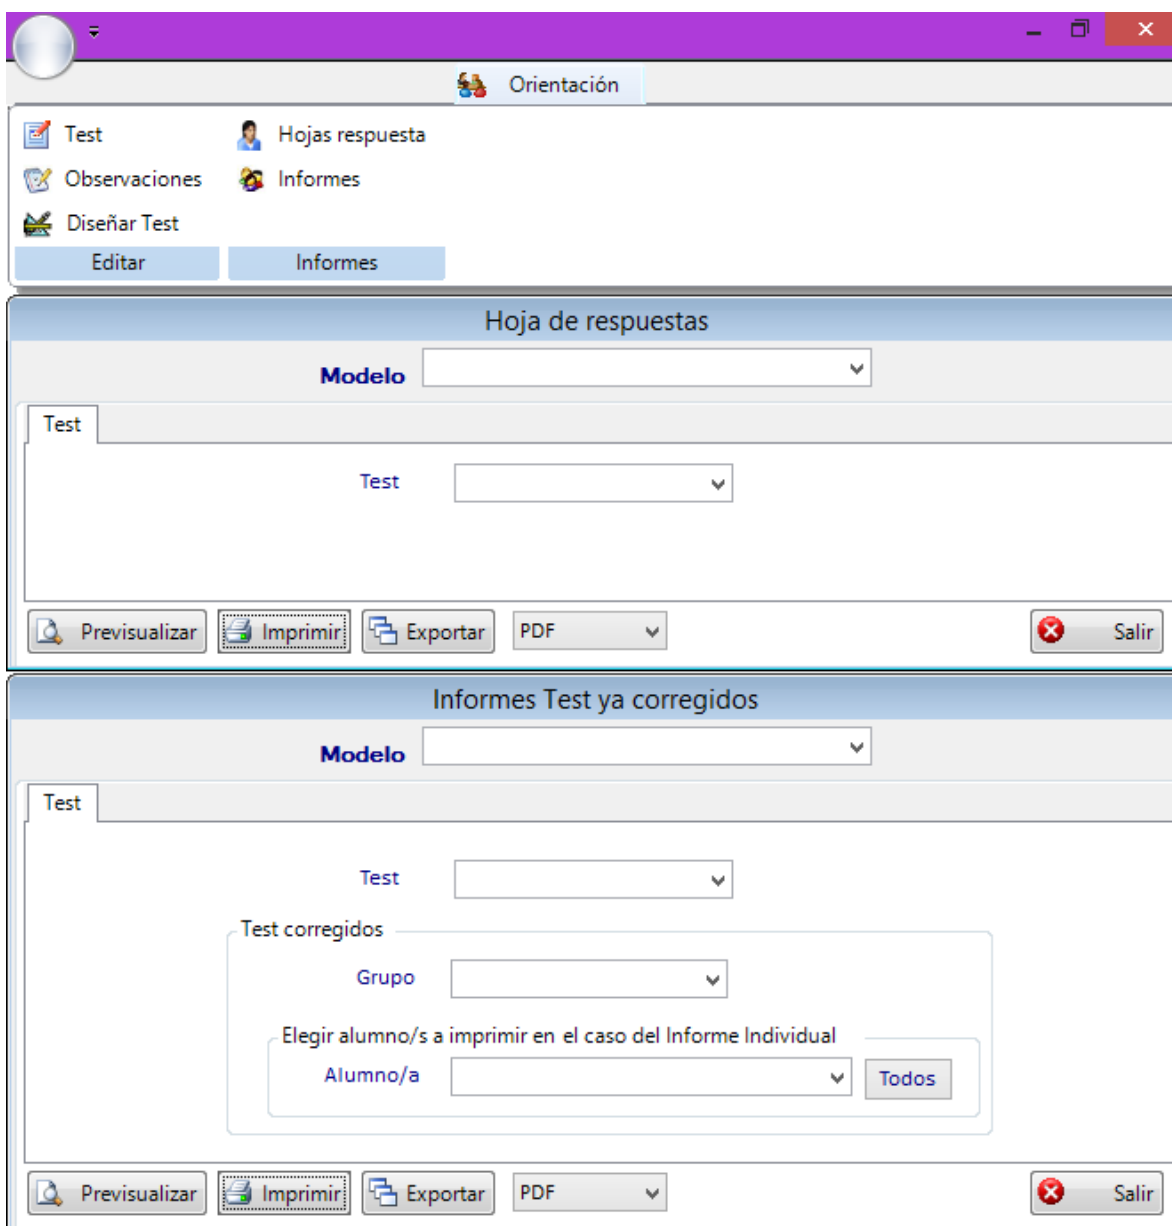 Orientación
Test Hojas respuesta
Observaciones Informes
Diseñar Test
Editar Informes
Hoja de respuestas
Modelo
Test
Test
Previsualizar Imprimir Exportar PDF Salir
Informes Test ya corregidos
Modelo
Test
Test
Test corregidos
Grupo
Elegir alumno/s a imprimir en el caso del Informe Individual
Alumno/a Todos
Previsualizar Imprimir Exportar PDF Salir